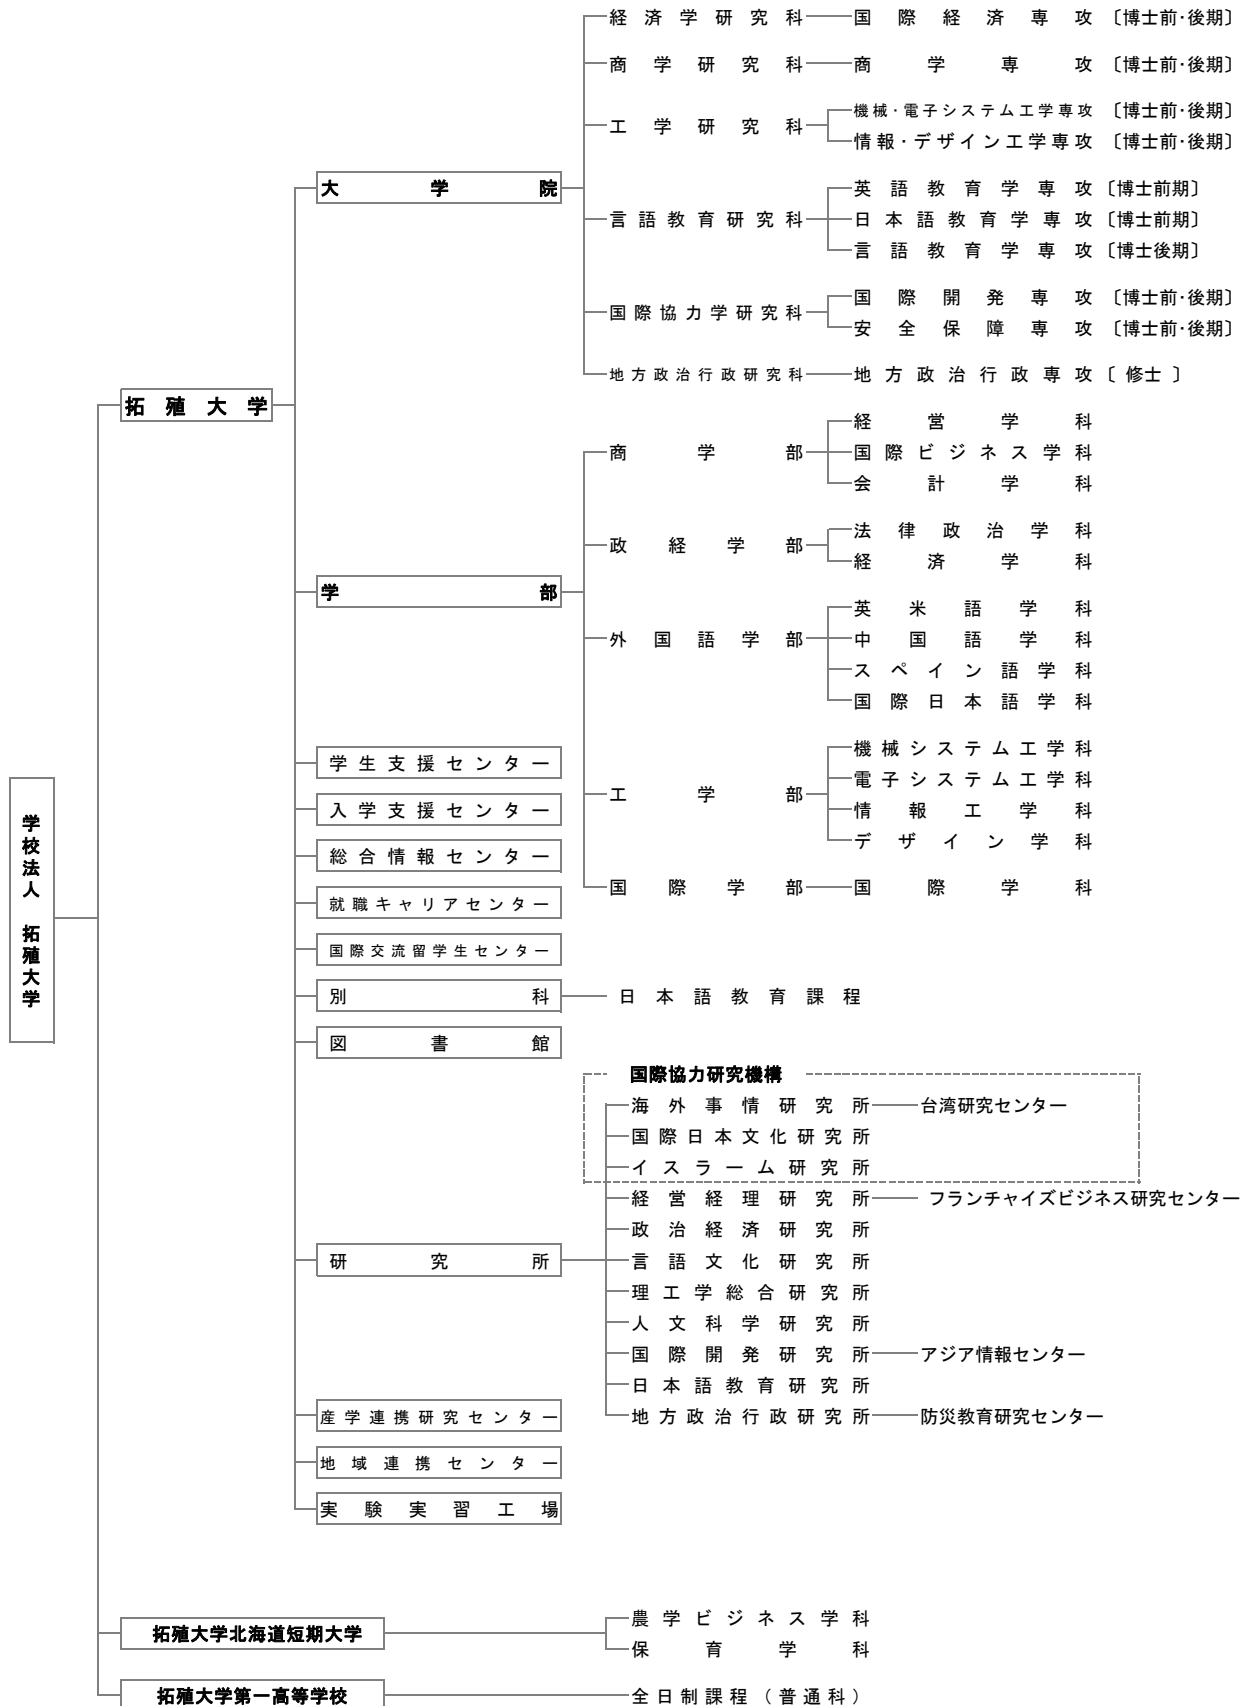 経済学研究科 国際経済専攻〔博士前・後期〕
商学研究科 商学専攻〔博士前・後期〕
工学研究科 機械・電子システム工学専攻〔博士前・後期〕
情報・デザイン工学専攻〔博士前・後期〕
大学院
言語教育研究科 英語教育学専攻〔博士前期〕
日本語教育学専攻〔博士前期〕
言語教育学専攻〔博士後期〕
国際協力学研究科 国際開発専攻〔博士前・後期〕
安全保障専攻〔博士前・後期〕
地方政治行政研究科 地方政治行政専攻〔修士〕
拓殖大学
商学部 経営学科
国際ビジネス学科
会計学科
政経学部 法律政治学科
経済学科
学部
外国語学部 英米語学科
中国語学科
スペイン語学科
国際日本語学科
工学部 機械システム工学科
電子システム工学科
情報工学科
デザイン学科
国際学部 国際学科
学生支援センター
入学支援センター
総合情報センター
就職キャリアセンター
国際交流留学生センター
学校法人 拓殖大学
別科 日本語教育課程
図書館
国際協力研究機構
海外事情研究所 台湾研究センター
国際日本文化研究所
イスラーム研究所
経営経理研究所 フランチャイズビジネス研究センター
政治経済研究所
研究所 言語文化研究所
理工学総合研究所
人文科学研究所
国際開発研究所 アジア情報センター
日本語教育研究所
地方政治行政研究所 防災教育研究センター
産学連携研究センター
地域連携センター
実験実習工場
拓殖大学北海道短期大学 農学ビジネス学科
保育学科
拓殖大学第一高等学校 全日制課程（普通科）